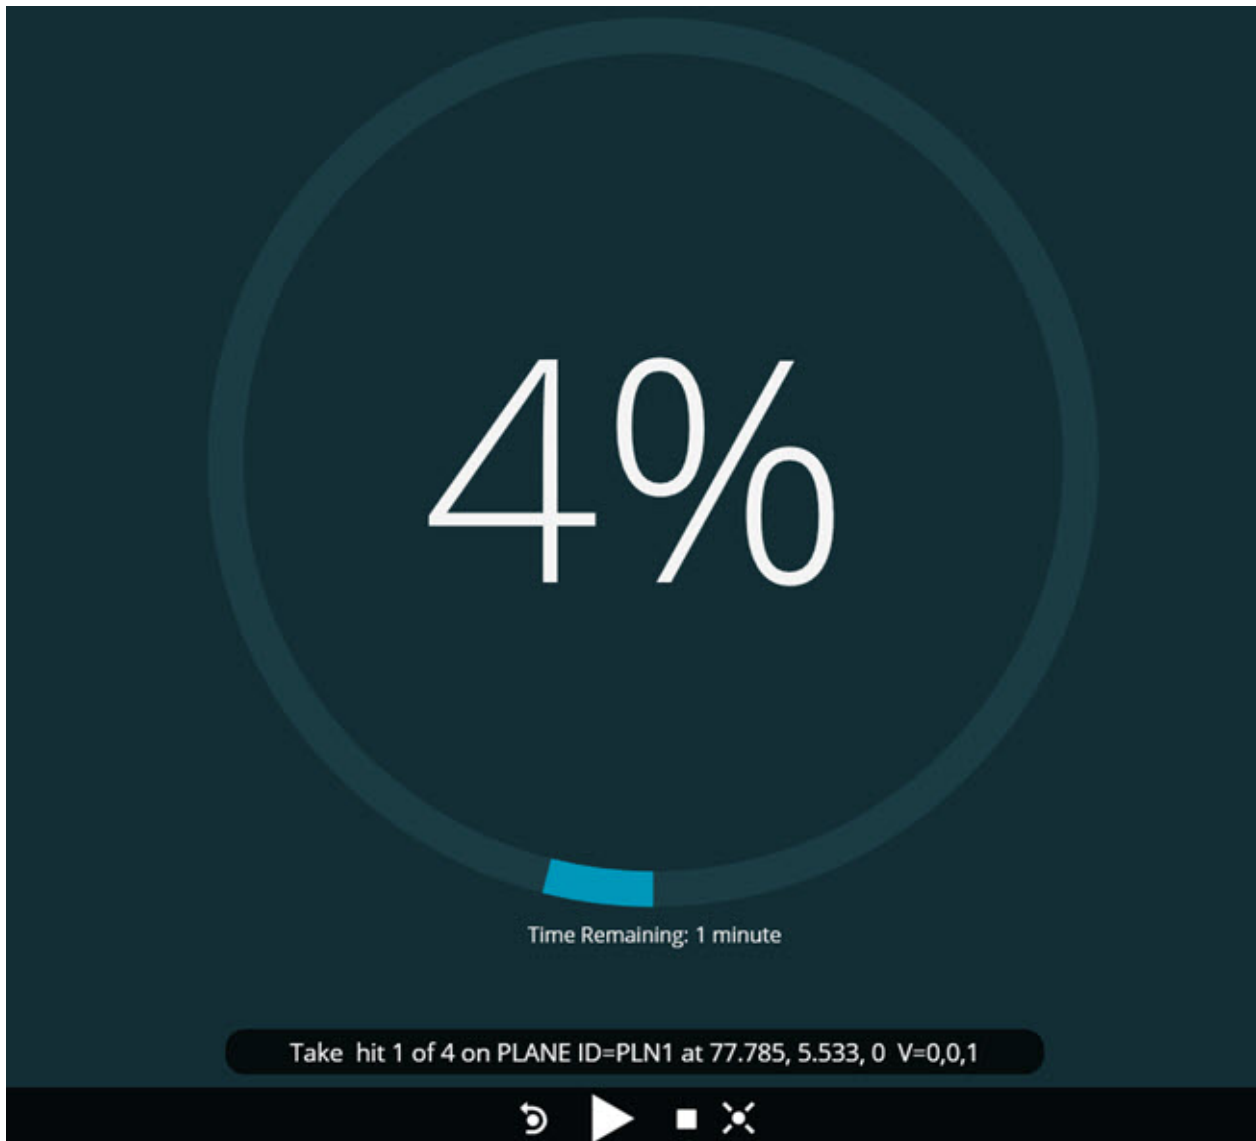 4%
Time Remaining: 1 minute
Take  hit 1 of 4 on PLANE ID=PLN1 at 77.785, 5.533, 0  V=0,0,1